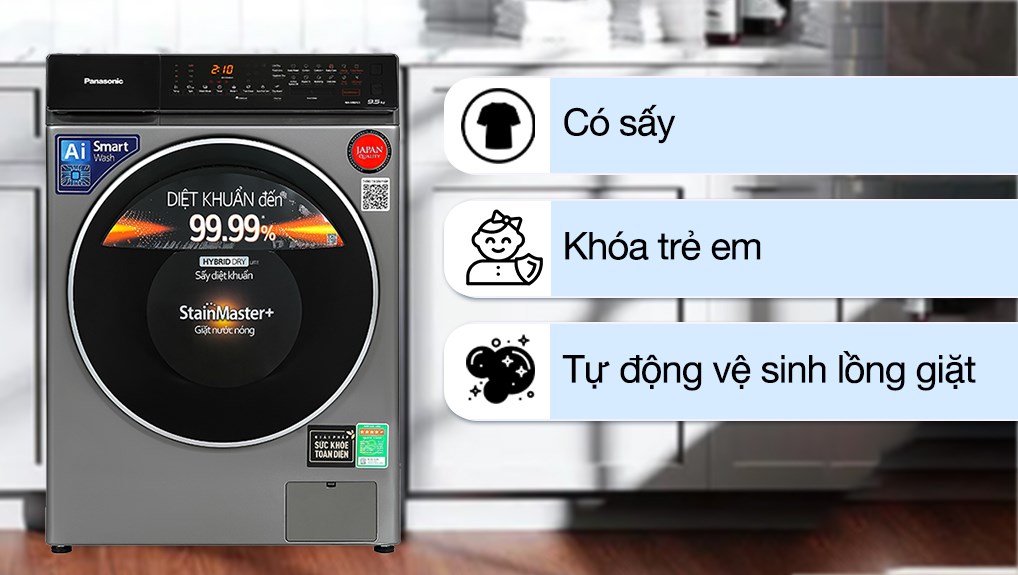 Panasonic
2:10
9.5 Kg
Ai Smart
Wash
JAPAN
QUALITY
DIỆT KHUẨN đến
99.99%
HYBRID DRY
Sấy diệt khuẩn
StainMaster+
Giặt nước nóng
GIẢI PHÁP
SỨC KHỎE
TOÀN DIỆN
Có sấy
Khóa trẻ em
Tự động vệ sinh lồng giặt